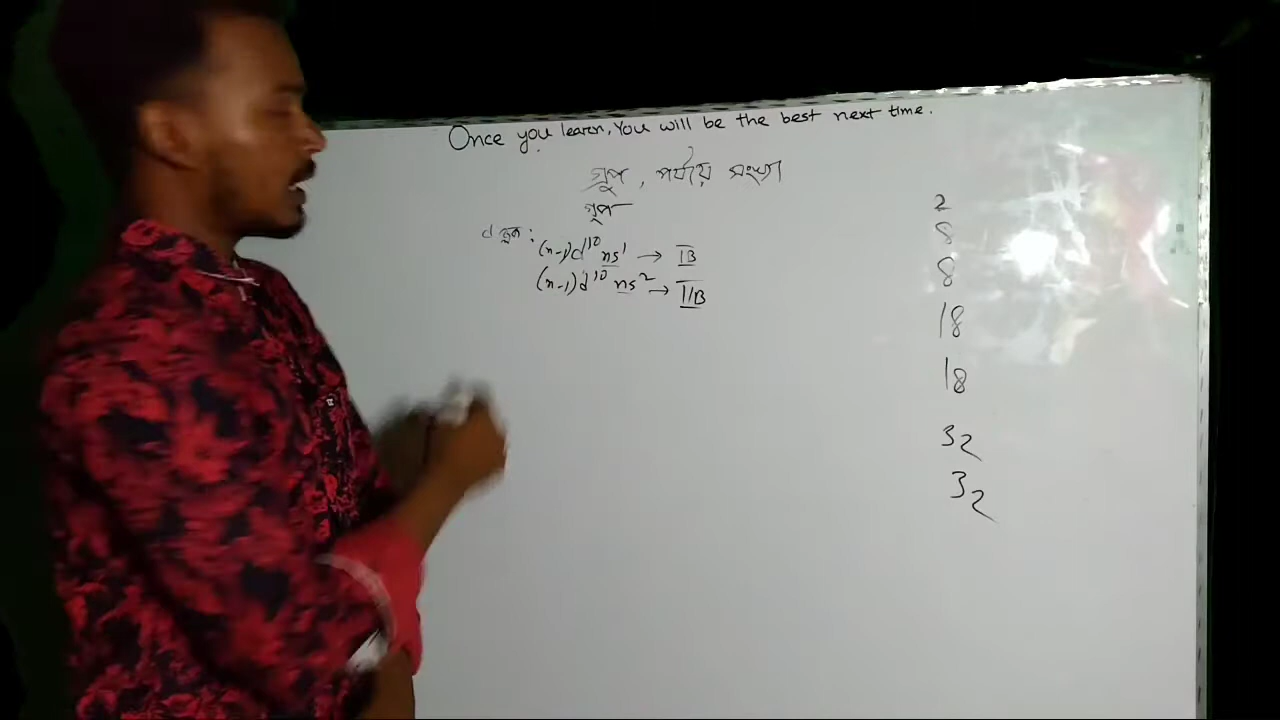 Once you learn, You will be the best next time.
গ্রুপ, পর্যায় সংখ্যা
গ্রুপ
d ব্লক: (n-1)d¹⁰ ns¹ → IB
(n-1)d¹⁰ ns² → IIB
2
8
8
18
18
32
32